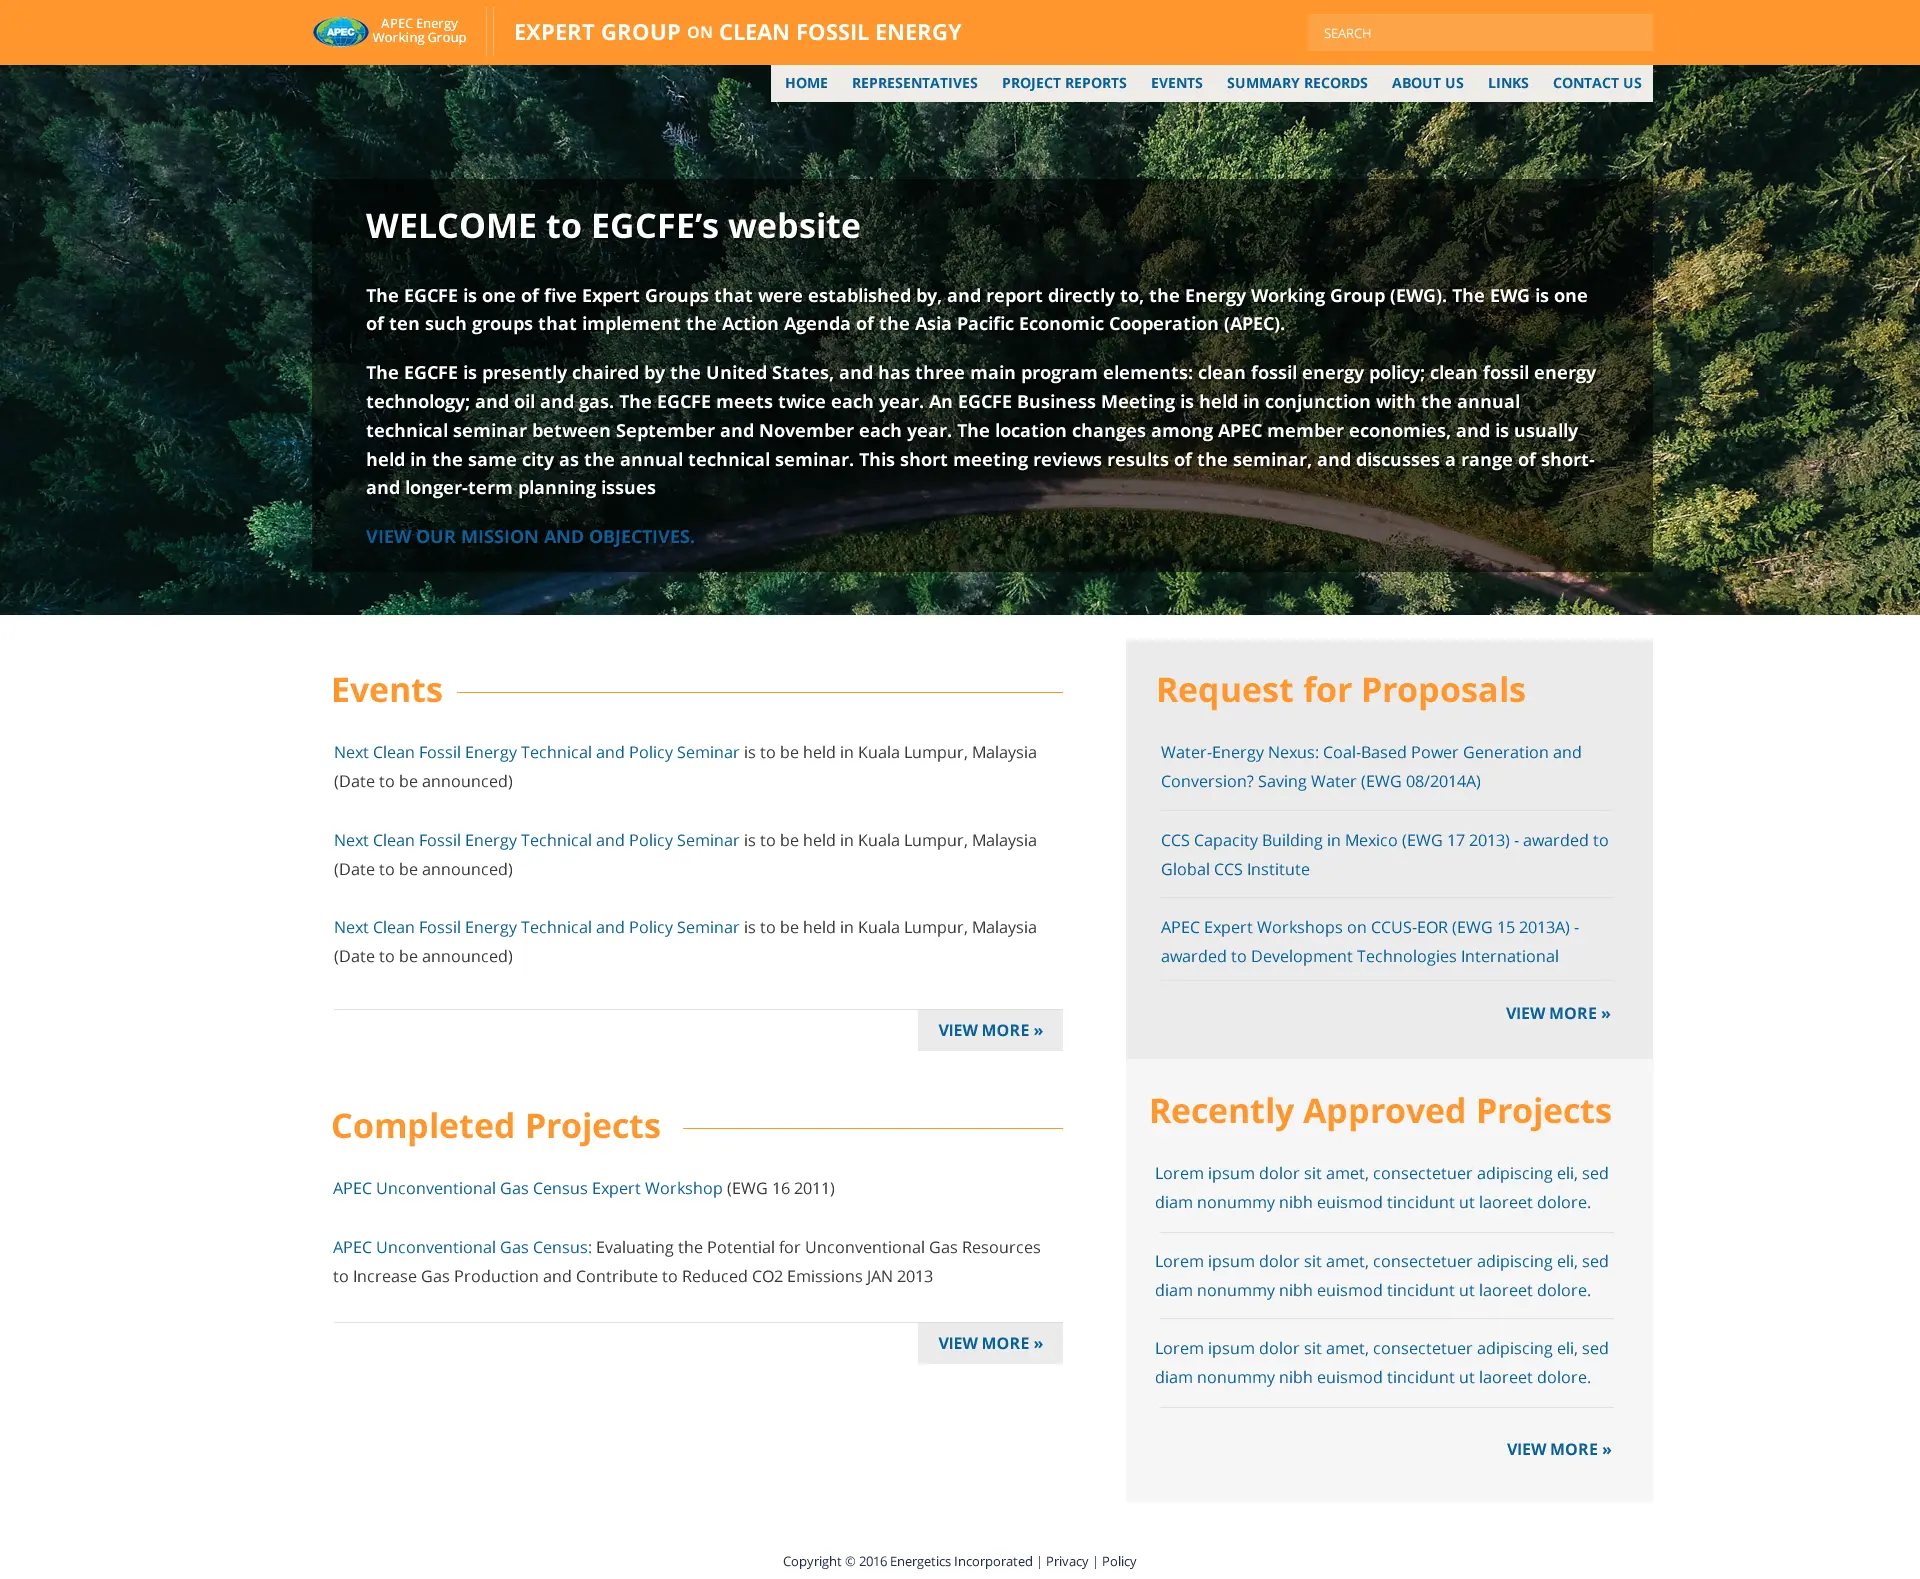 APEC Energy
Working Group
APEC
EXPERT GROUP ON CLEAN FOSSIL ENERGY
SEARCH
HOME REPRESENTATIVES PROJECT REPORTS EVENTS SUMMARY RECORDS ABOUT US LINKS CONTACT US
WELCOME to EGCFE’s website
The EGCFE is one of five Expert Groups that were established by, and report directly to, the Energy Working Group (EWG). The EWG is one
of ten such groups that implement the Action Agenda of the Asia Pacific Economic Cooperation (APEC).
The EGCFE is presently chaired by the United States, and has three main program elements: clean fossil energy policy; clean fossil energy
technology; and oil and gas. The EGCFE meets twice each year. An EGCFE Business Meeting is held in conjunction with the annual
technical seminar between September and November each year. The location changes among APEC member economies, and is usually
held in the same city as the annual technical seminar. This short meeting reviews results of the seminar, and discusses a range of short-
and longer-term planning issues
VIEW OUR MISSION AND OBJECTIVES.
Events
Next Clean Fossil Energy Technical and Policy Seminar is to be held in Kuala Lumpur, Malaysia
(Date to be announced)
Next Clean Fossil Energy Technical and Policy Seminar is to be held in Kuala Lumpur, Malaysia
(Date to be announced)
Next Clean Fossil Energy Technical and Policy Seminar is to be held in Kuala Lumpur, Malaysia
(Date to be announced)
VIEW MORE »
Completed Projects
APEC Unconventional Gas Census Expert Workshop (EWG 16 2011)
APEC Unconventional Gas Census: Evaluating the Potential for Unconventional Gas Resources
to Increase Gas Production and Contribute to Reduced CO2 Emissions JAN 2013
VIEW MORE »
Request for Proposals
Water-Energy Nexus: Coal-Based Power Generation and
Conversion? Saving Water (EWG 08/2014A)
CCS Capacity Building in Mexico (EWG 17 2013) - awarded to
Global CCS Institute
APEC Expert Workshops on CCUS-EOR (EWG 15 2013A) -
awarded to Development Technologies International
VIEW MORE »
Recently Approved Projects
Lorem ipsum dolor sit amet, consectetuer adipiscing eli, sed
diam nonummy nibh euismod tincidunt ut laoreet dolore.
Lorem ipsum dolor sit amet, consectetuer adipiscing eli, sed
diam nonummy nibh euismod tincidunt ut laoreet dolore.
Lorem ipsum dolor sit amet, consectetuer adipiscing eli, sed
diam nonummy nibh euismod tincidunt ut laoreet dolore.
VIEW MORE »
Copyright © 2016 Energetics Incorporated | Privacy | Policy